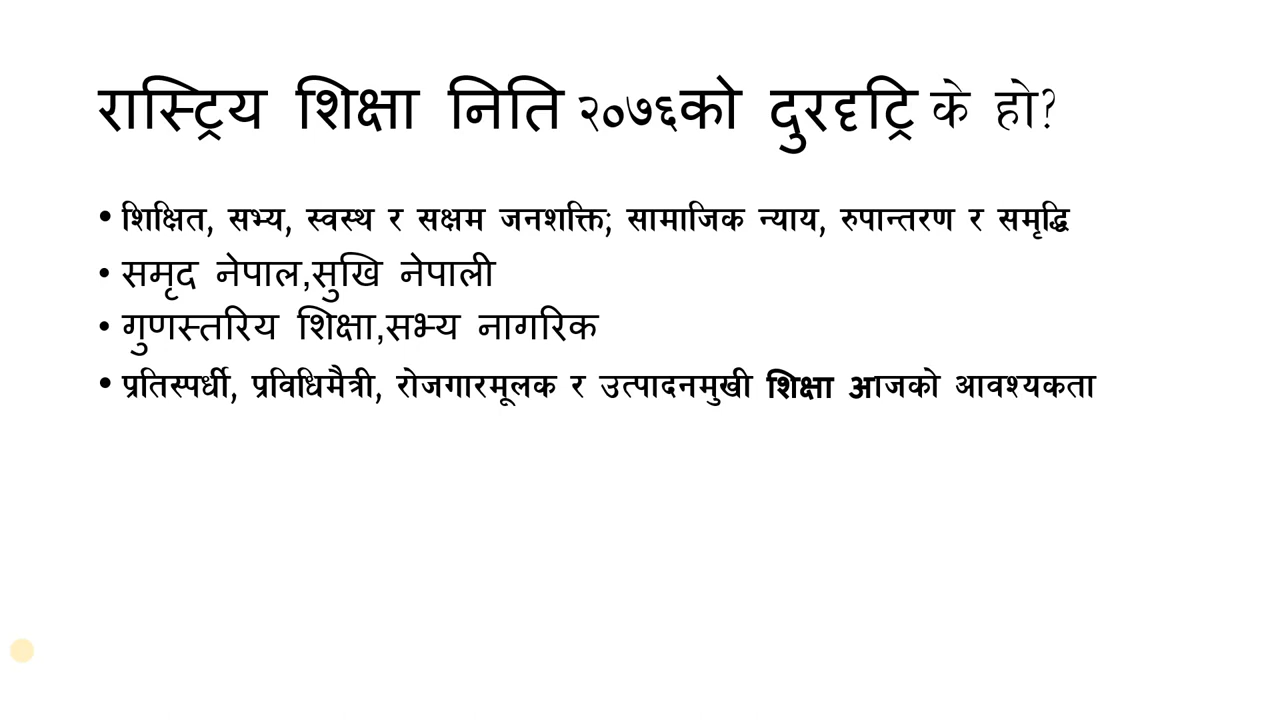 रास्ट्रिय शिक्षा निति २०७६को दुरदृट्रि के हो?
• शिक्षित, सभ्य, स्वस्थ र सक्षम जनशक्ति; सामाजिक न्याय, रुपान्तरण र समृद्धि
• समृद नेपाल,सुखि नेपाली
• गुणस्तरिय शिक्षा,सभ्य नागरिक
• प्रतिस्पर्धी, प्रविधिमैत्री, रोजगारमूलक र उत्पादनमुखी शिक्षा आजको आवश्यकता